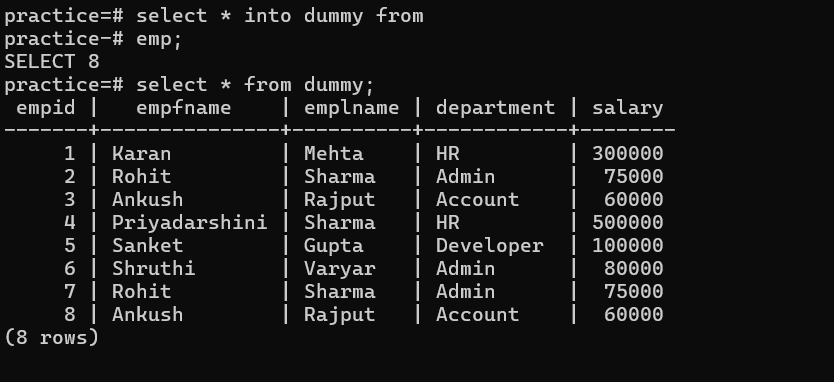 practice=# select * into dummy from
practice-# emp;
SELECT 8
practice=# select * from dummy;
 empid |   empfname    | emplname | department | salary
-------+---------------+----------+------------+--------
     1 | Karan         | Mehta    | HR         | 300000
     2 | Rohit         | Sharma   | Admin      |  75000
     3 | Ankush        | Rajput   | Account    |  60000
     4 | Priyadarshini | Sharma   | HR         | 500000
     5 | Sanket        | Gupta    | Developer  | 100000
     6 | Shruthi       | Varyar   | Admin      |  80000
     7 | Rohit         | Sharma   | Admin      |  75000
     8 | Ankush        | Rajput   | Account    |  60000
(8 rows)